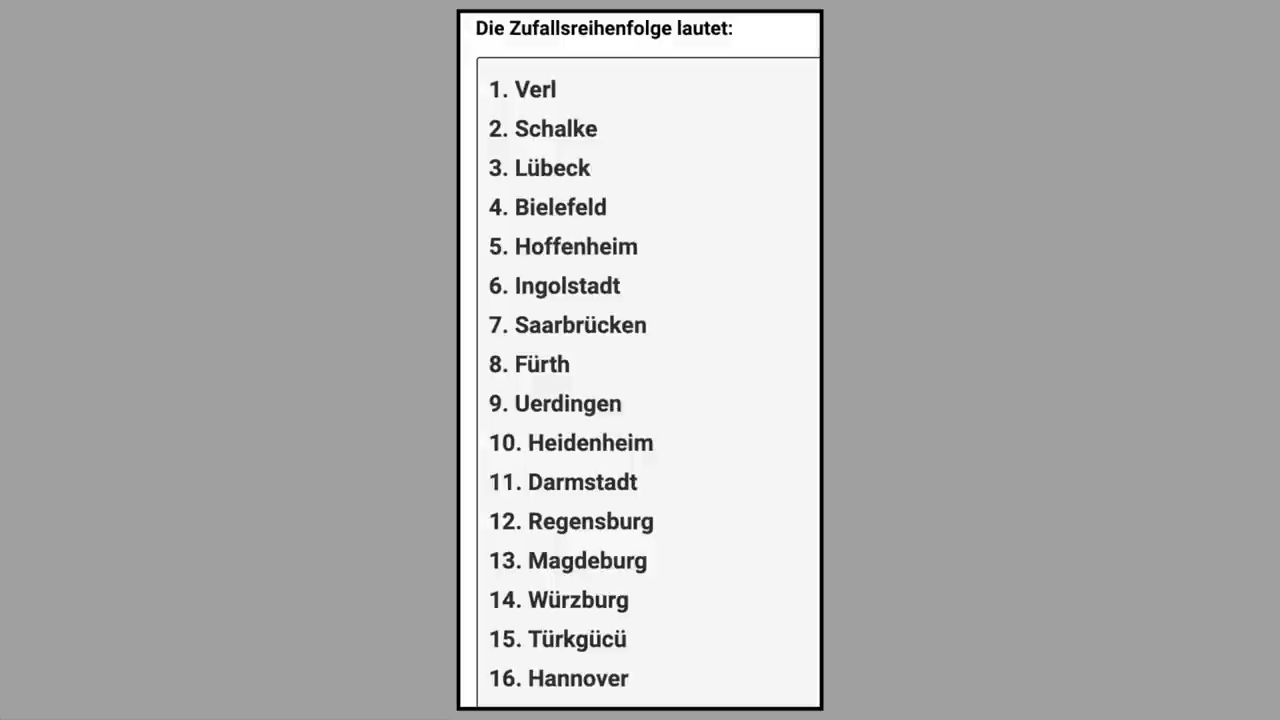 Die Zufallsreihenfolge lautet:
1. Verl
2. Schalke
3. Lübeck
4. Bielefeld
5. Hoffenheim
6. Ingolstadt
7. Saarbrücken
8. Fürth
9. Uerdingen
10. Heidenheim
11. Darmstadt
12. Regensburg
13. Magdeburg
14. Würzburg
15. Türkgücü
16. Hannover